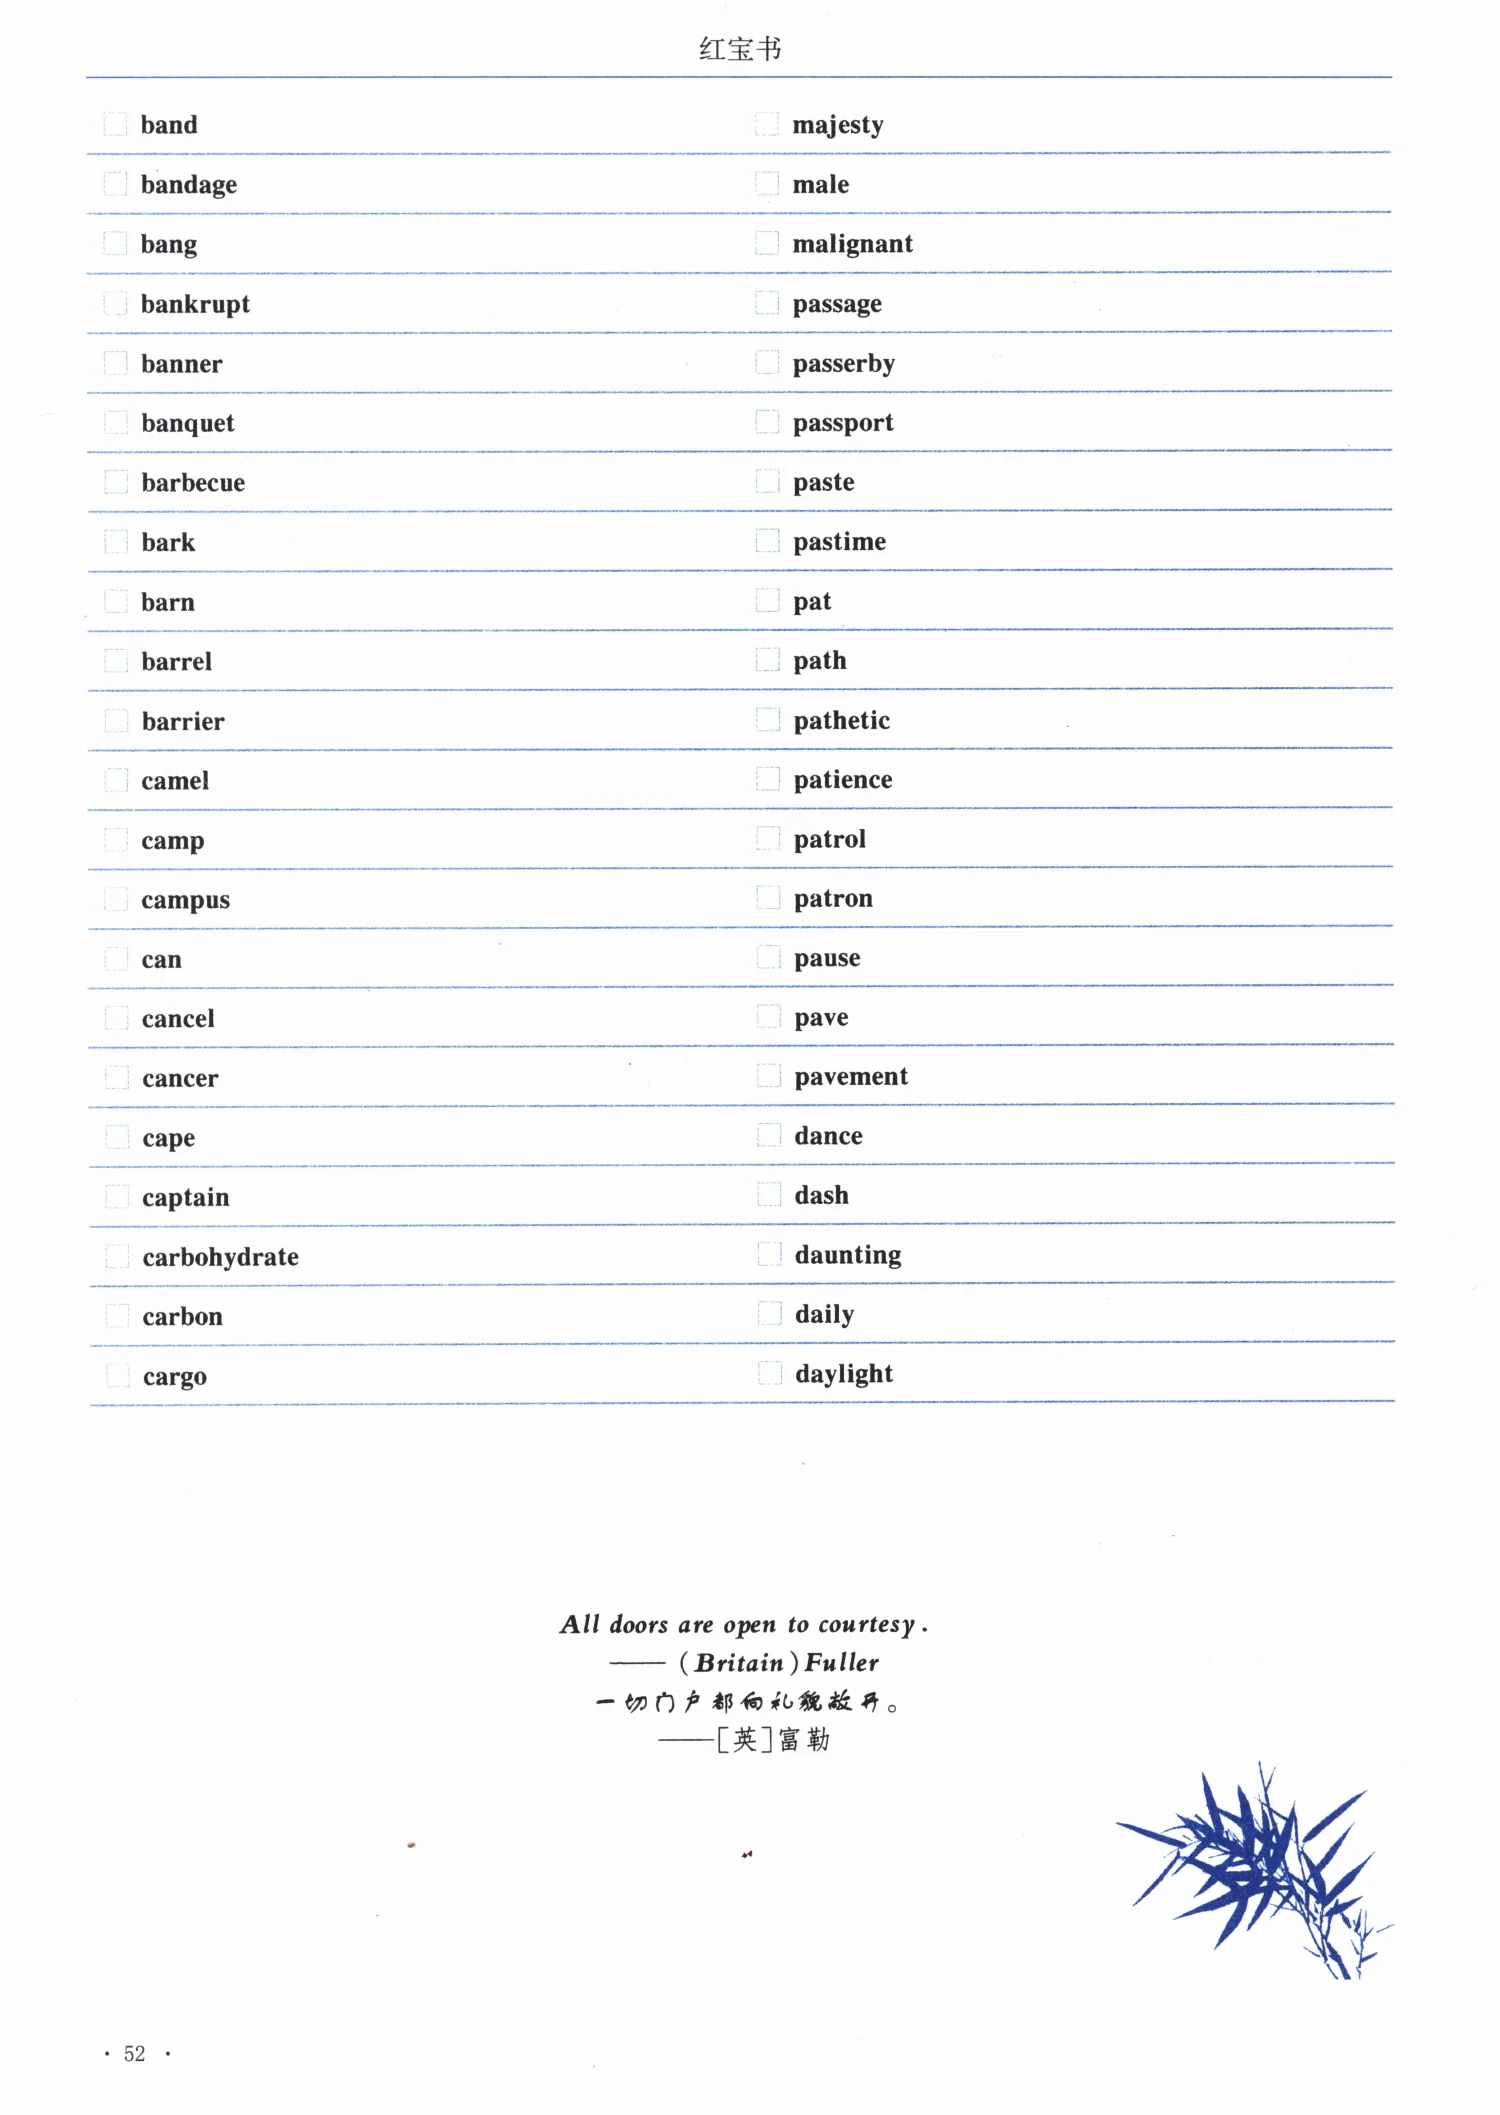 红宝书
band
majesty
bandage
male
bang
malignant
bankrupt
passage
banner
passerby
banquet
passport
barbecue
paste
bark
pastime
barn
pat
barrel
path
barrier
pathetic
camel
patience
camp
patrol
campus
patron
can
pause
cancel
pave
cancer
pavement
cape
dance
captain
dash
carbohydrate
daunting
carbon
daily
cargo
daylight
All doors are open to courtesy.
——(Britain)Fuller
一切门户都向礼貌敞开。
——[英]富勒
· 52 ·